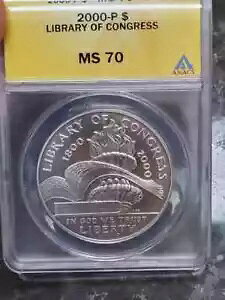 2000-P $
LIBRARY OF CONGRESS
MS 70
ANACS
LIBRARY OF CONGRESS
1800
2000
IN GOD WE TRUST
LIBERTY